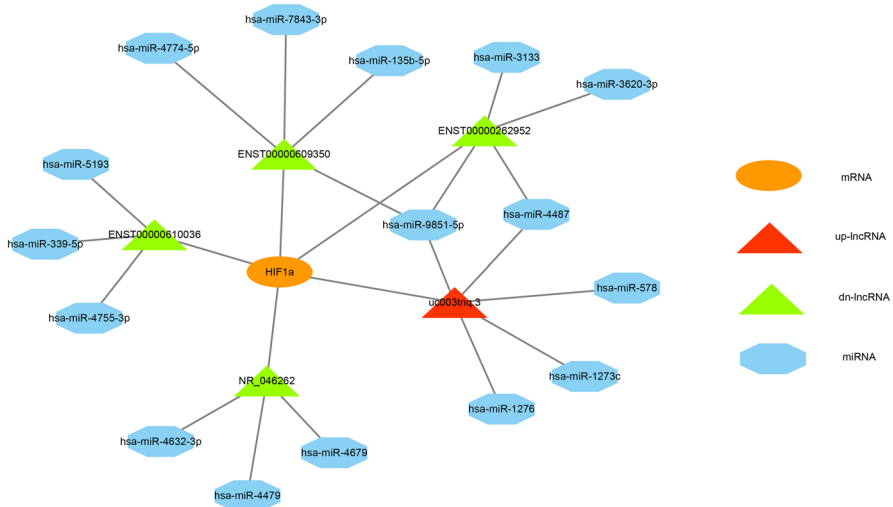 hsa-miR-7843-3p
hsa-miR-4774-5p
hsa-miR-135b-5p
hsa-miR-3133
hsa-miR-3620-3p
ENST00000262952
ENST00000609350
hsa-miR-5193
mRNA
hsa-miR-4487
hsa-miR-9851-5p
ENST00000610036
up-lncRNA
hsa-miR-339-5p
HIF1a
hsa-miR-578
dn-lncRNA
uc003tnq.3
hsa-miR-4755-3p
miRNA
hsa-miR-1273c
NR_046262
hsa-miR-1276
hsa-miR-4632-3p
hsa-miR-4679
hsa-miR-4479